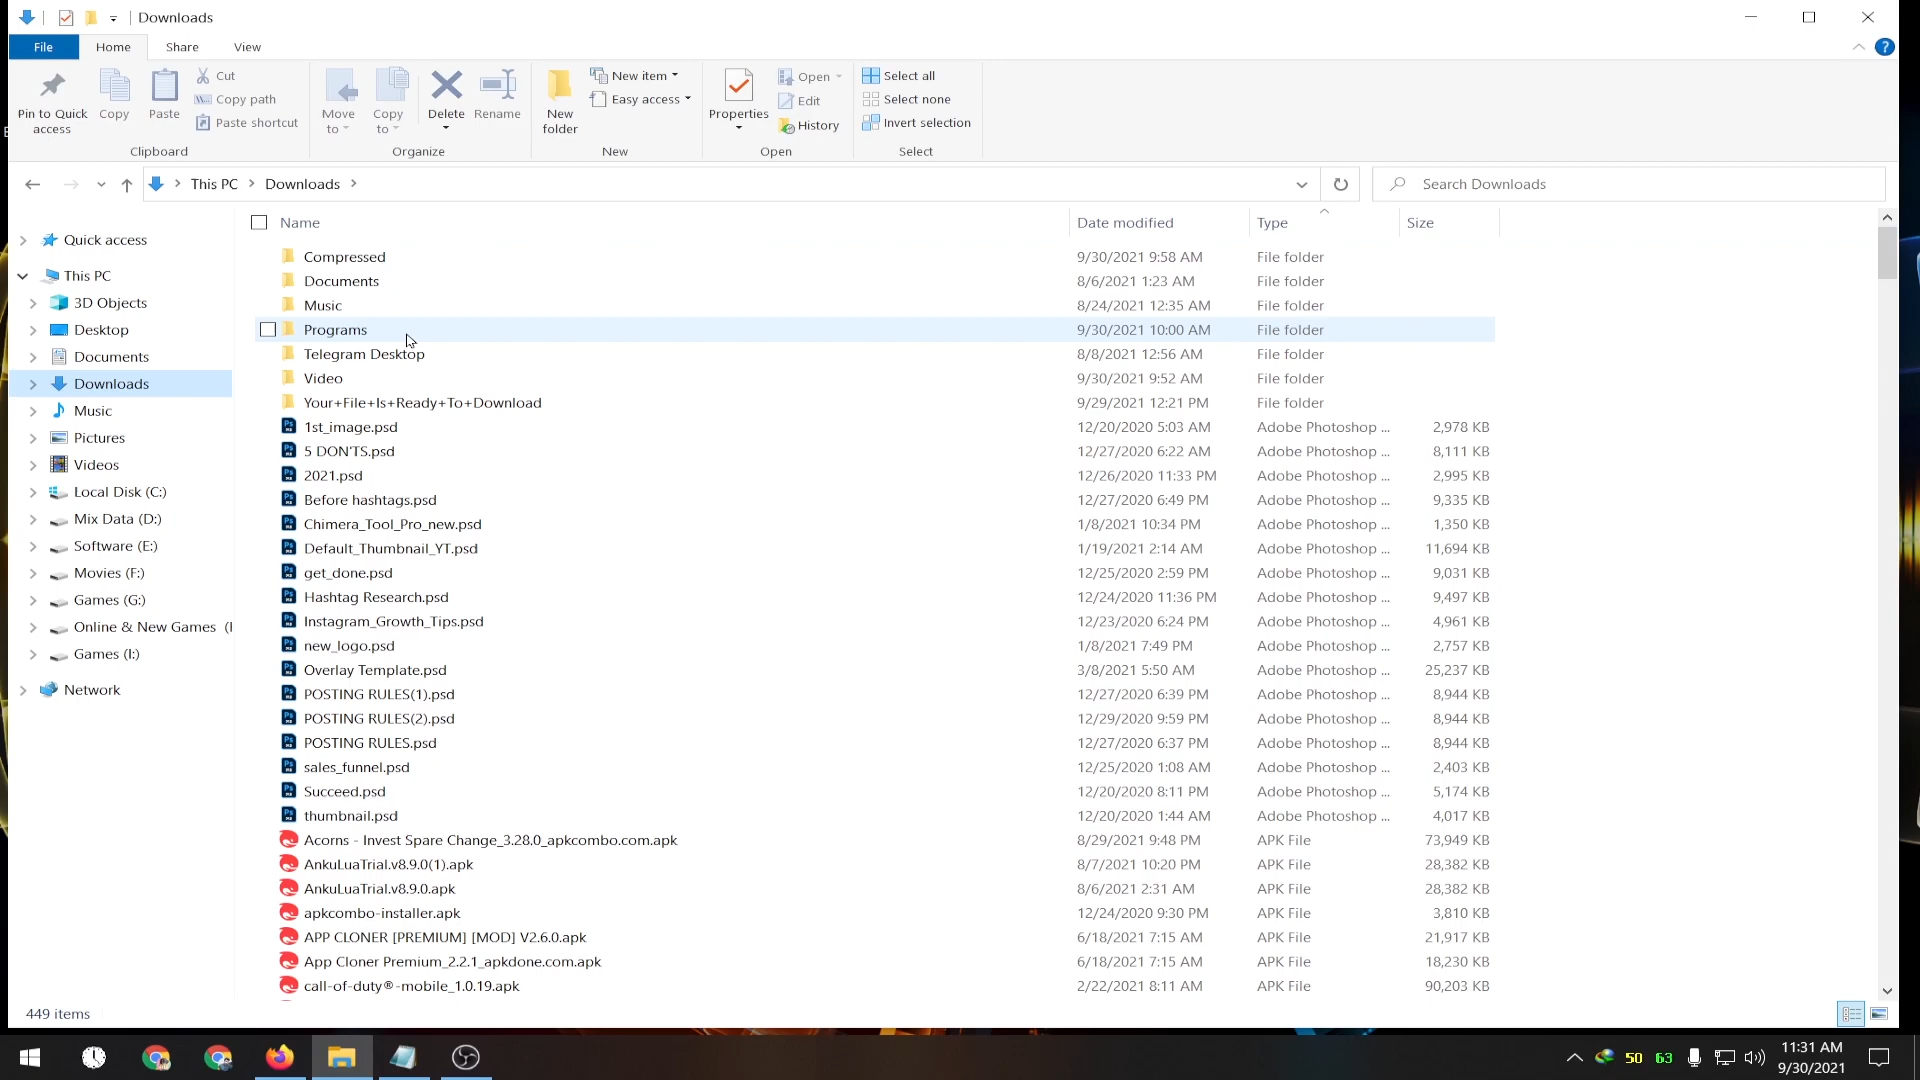 Downloads
File Home Share View
Pin to Quick access
Copy
Paste
Cut
Copy path
Paste shortcut
Clipboard
Move to
Copy to
Delete
Rename
Organize
New folder
New item
Easy access
New
Properties
Open
Edit
History
Open
Select all
Select none
Invert selection
Select
This PC > Downloads >
Search Downloads
Quick access
This PC
3D Objects
Desktop
Documents
Downloads
Music
Pictures
Videos
Local Disk (C:)
Mix Data (D:)
Software (E:)
Movies (F:)
Games (G:)
Online & New Games (
Games (I:)
Network
Name Date modified Type Size
Compressed 9/30/2021 9:58 AM File folder
Documents 8/6/2021 1:23 AM File folder
Music 8/24/2021 12:35 AM File folder
Programs 9/30/2021 10:00 AM File folder
Telegram Desktop 8/8/2021 12:56 AM File folder
Video 9/30/2021 9:52 AM File folder
Your+File+Is+Ready+To+Download 9/29/2021 12:21 PM File folder
1st_image.psd 12/20/2020 5:03 AM Adobe Photoshop ... 2,978 KB
5 DON'TS.psd 12/27/2020 6:22 AM Adobe Photoshop ... 8,111 KB
2021.psd 12/26/2020 11:33 PM Adobe Photoshop ... 2,995 KB
Before hashtags.psd 12/27/2020 6:49 PM Adobe Photoshop ... 9,335 KB
Chimera_Tool_Pro_new.psd 1/8/2021 10:34 PM Adobe Photoshop ... 1,350 KB
Default_Thumbnail_YT.psd 1/19/2021 2:14 AM Adobe Photoshop ... 11,694 KB
get_done.psd 12/25/2020 2:59 PM Adobe Photoshop ... 9,031 KB
Hashtag Research.psd 12/24/2020 11:36 PM Adobe Photoshop ... 9,497 KB
Instagram_Growth_Tips.psd 12/23/2020 6:24 PM Adobe Photoshop ... 4,961 KB
new_logo.psd 1/8/2021 7:49 PM Adobe Photoshop ... 2,757 KB
Overlay Template.psd 3/8/2021 5:50 AM Adobe Photoshop ... 25,237 KB
POSTING RULES(1).psd 12/27/2020 6:39 PM Adobe Photoshop ... 8,944 KB
POSTING RULES(2).psd 12/29/2020 9:59 PM Adobe Photoshop ... 8,944 KB
POSTING RULES.psd 12/27/2020 6:37 PM Adobe Photoshop ... 8,944 KB
sales_funnel.psd 12/25/2020 1:08 AM Adobe Photoshop ... 2,403 KB
Succeed.psd 12/20/2020 8:11 PM Adobe Photoshop ... 5,174 KB
thumbnail.psd 12/20/2020 1:44 AM Adobe Photoshop ... 4,017 KB
Acorns - Invest Spare Change_3.28.0_apkcombo.com.apk 8/29/2021 9:48 PM APK File 73,949 KB
AnkuLuaTrial.v8.9.0(1).apk 8/7/2021 10:20 PM APK File 28,382 KB
AnkuLuaTrial.v8.9.0.apk 8/6/2021 2:31 AM APK File 28,382 KB
apkcombo-installer.apk 12/24/2020 9:30 PM APK File 3,810 KB
APP CLONER [PREMIUM] [MOD] V2.6.0.apk 6/18/2021 7:15 AM APK File 21,917 KB
App Cloner Premium_2.2.1_apkdone.com.apk 6/18/2021 7:15 AM APK File 18,230 KB
call-of-duty®-mobile_1.0.19.apk 2/22/2021 8:11 AM APK File 90,203 KB
449 items
50 63
11:31 AM
9/30/2021